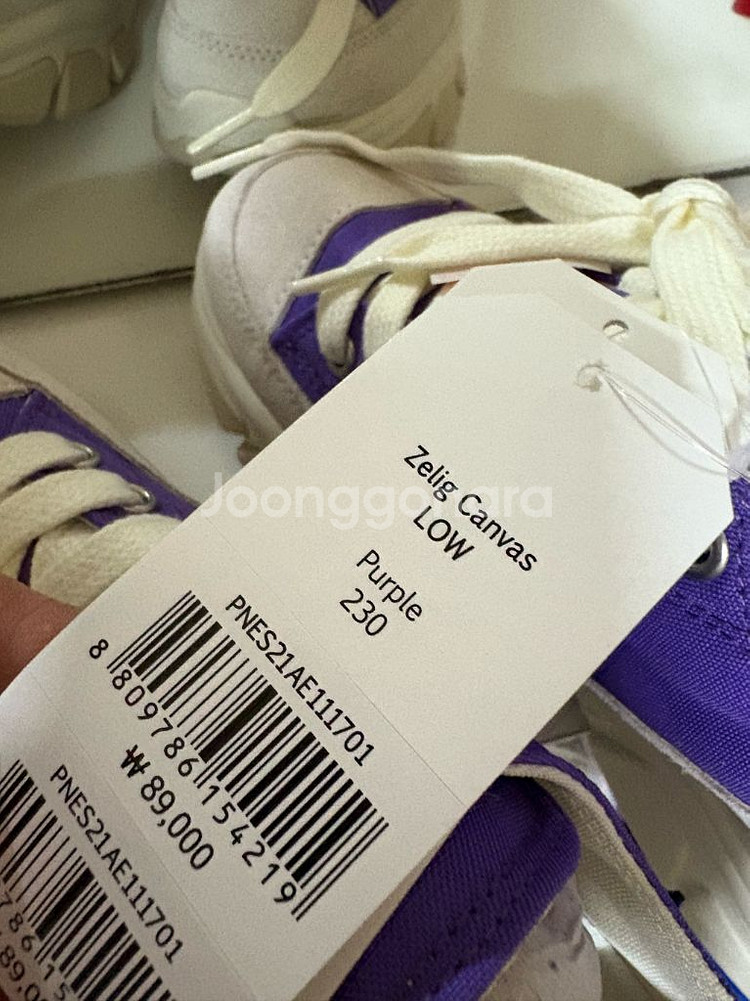 Joonggonara
Zelig Canvas
LOW
Purple
230
PNES21AE111701
8 809786 154219
₩ 89,000
PNES21AE111701